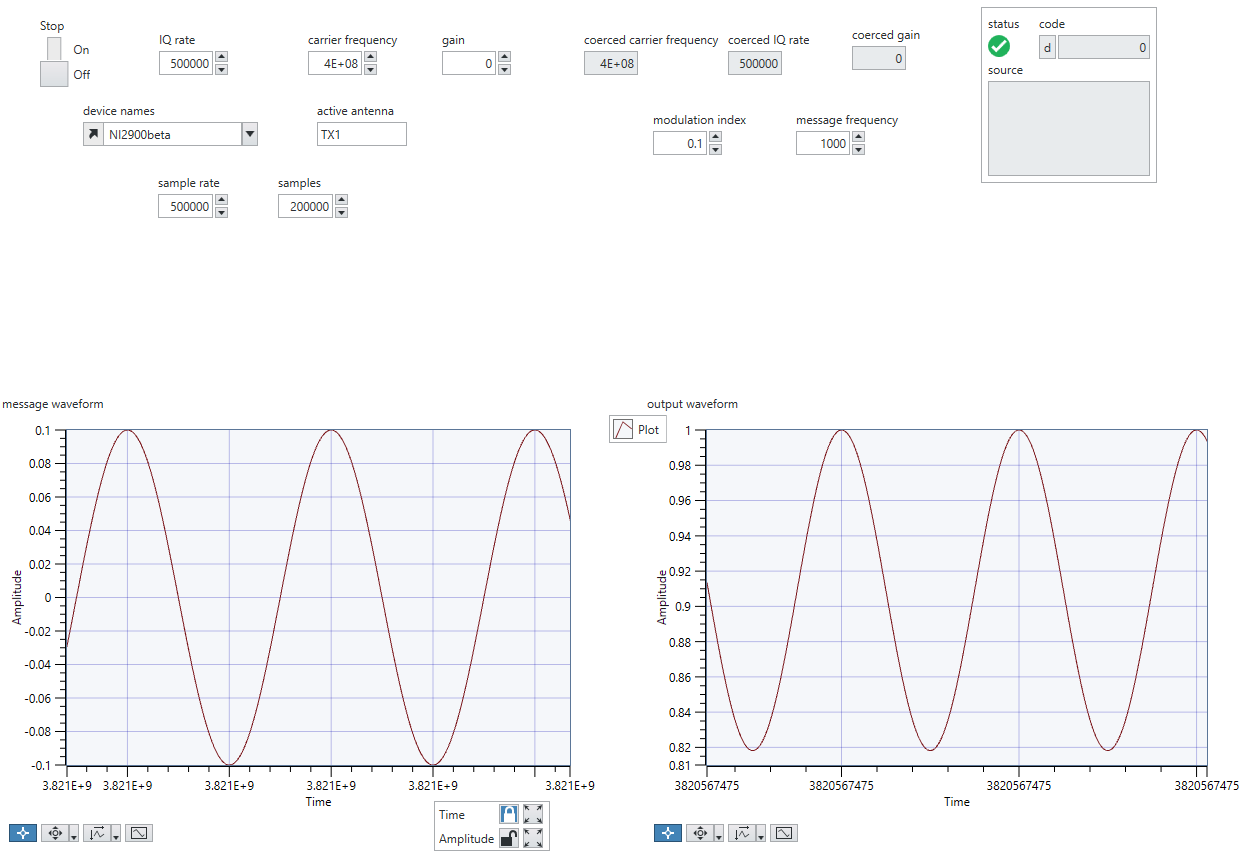 Stop
On
Off
IQ rate
500000
carrier frequency
4E+08
gain
0
coerced carrier frequency
4E+08
coerced IQ rate
500000
coerced gain
0
status
code
d
0
source
device names
NI2900beta
active antenna
TX1
modulation index
0.1
message frequency
1000
sample rate
500000
samples
200000
message waveform
0.1
0.08
0.06
0.04
0.02
0
-0.02
-0.04
-0.06
-0.08
-0.1
Amplitude
3.821E+9 3.821E+9 3.821E+9 3.821E+9 3.821E+9 3.821E+9
Time
Time
Amplitude
output waveform
Plot
1
0.98
0.96
0.94
0.92
0.9
0.88
0.86
0.84
0.82
0.81
Amplitude
3820567475 3820567475 3820567475 3820567475 3820567475
Time